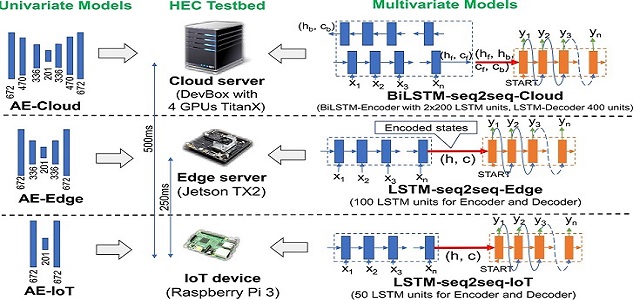 Univariate Models
HEC Testbed
Multivariate Models
672
470
336
201
336
470
672
AE-Cloud
Cloud server
(DevBox with
4 GPUs TitanX)
(h_b, c_b)
(h_f, c_f)
(h_f, h_b,
c_f, c_b)
x_1 x_2 x_3 x_n
y_1 y_2 y_3 y_n
START
BiLSTM-seq2seq-Cloud
(BiLSTM-Encoder with 2x200 LSTM units, LSTM-Decoder 400 units)
500ms
672
336
201
336
672
AE-Edge
Edge server
(Jetson TX2)
250ms
Encoded states
(h, c)
x_1 x_2 x_3 x_n
y_1 y_2 y_3 y_n
START
LSTM-seq2seq-Edge
(100 LSTM units for Encoder and Decoder)
672
201
672
AE-IoT
IoT device
(Raspberry Pi 3)
(h, c)
x_1 x_2 x_3 x_n
y_1 y_2 y_3 y_n
START
LSTM-seq2seq-IoT
(50 LSTM units for Encoder and Decoder)